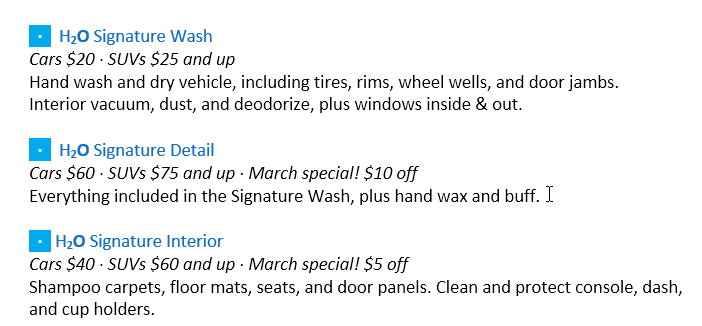 H₂O Signature Wash
Cars $20 · SUVs $25 and up
Hand wash and dry vehicle, including tires, rims, wheel wells, and door jambs.
Interior vacuum, dust, and deodorize, plus windows inside & out.
H₂O Signature Detail
Cars $60 · SUVs $75 and up · March special! $10 off
Everything included in the Signature Wash, plus hand wax and buff.
H₂O Signature Interior
Cars $40 · SUVs $60 and up · March special! $5 off
Shampoo carpets, floor mats, seats, and door panels. Clean and protect console, dash,
and cup holders.